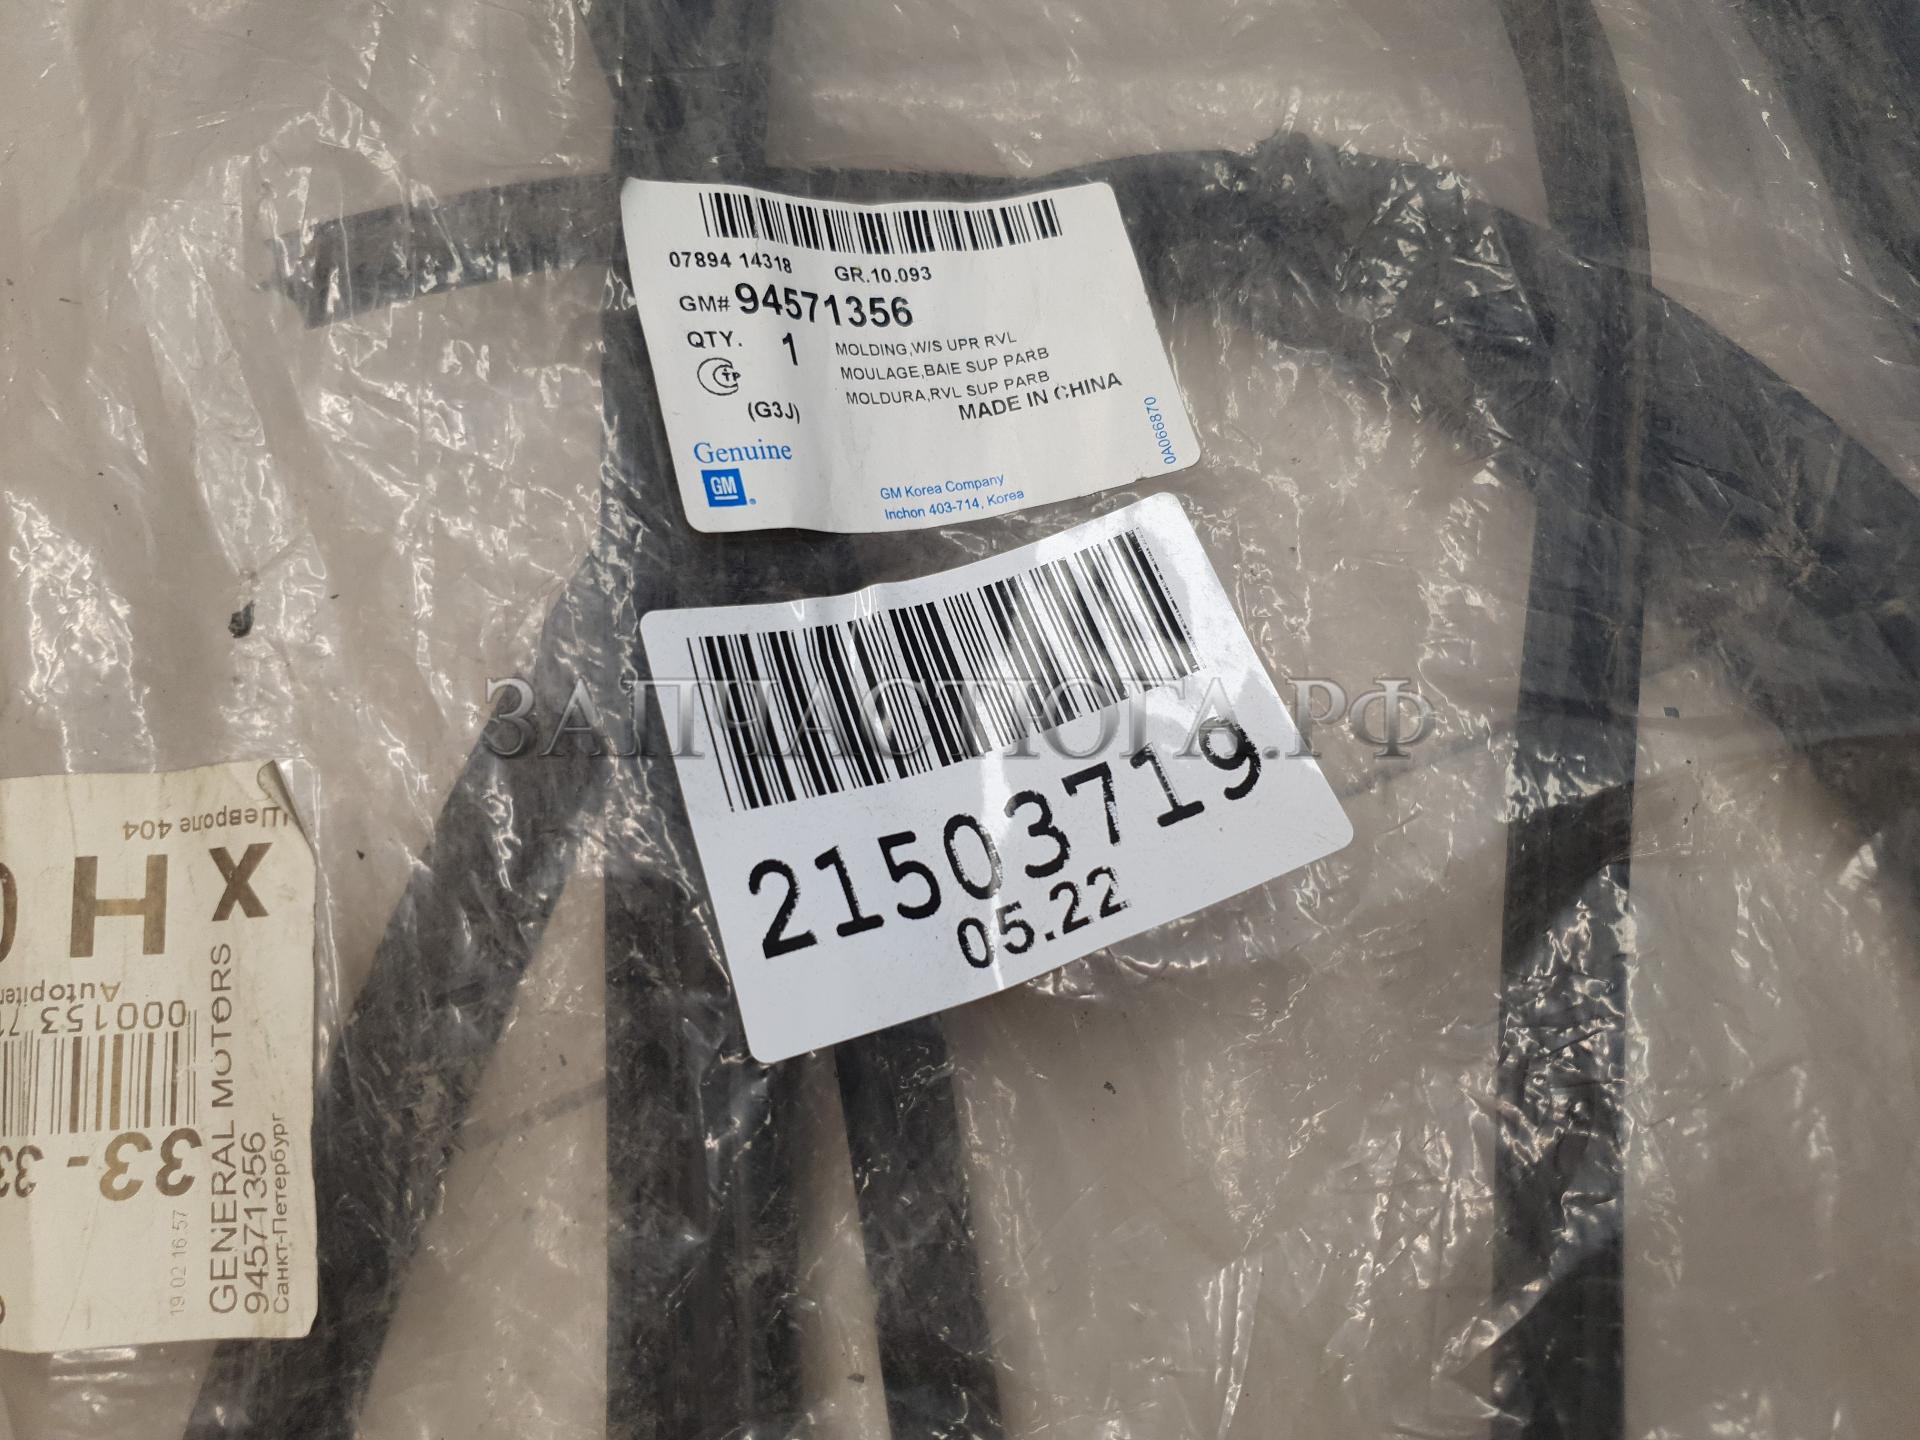 07894 14318 GR.10.093
GM# 94571356
QTY. 1
MOLDING,W/S UPR RVL
MOULAGE,BAIE SUP PARB
MOLDURA,RVL SUP PARB
(G3J)
MADE IN CHINA
Genuine
GM
GM Korea Company
Inchon 403-714, Korea
0A066870
ЗАПЧАСТЮГА.РФ
21503719
05.22
Шевроле 404
X
H
000153
33 - 33
19.02 16:57
GENERAL MOTORS
94571356
Санкт-Петербург